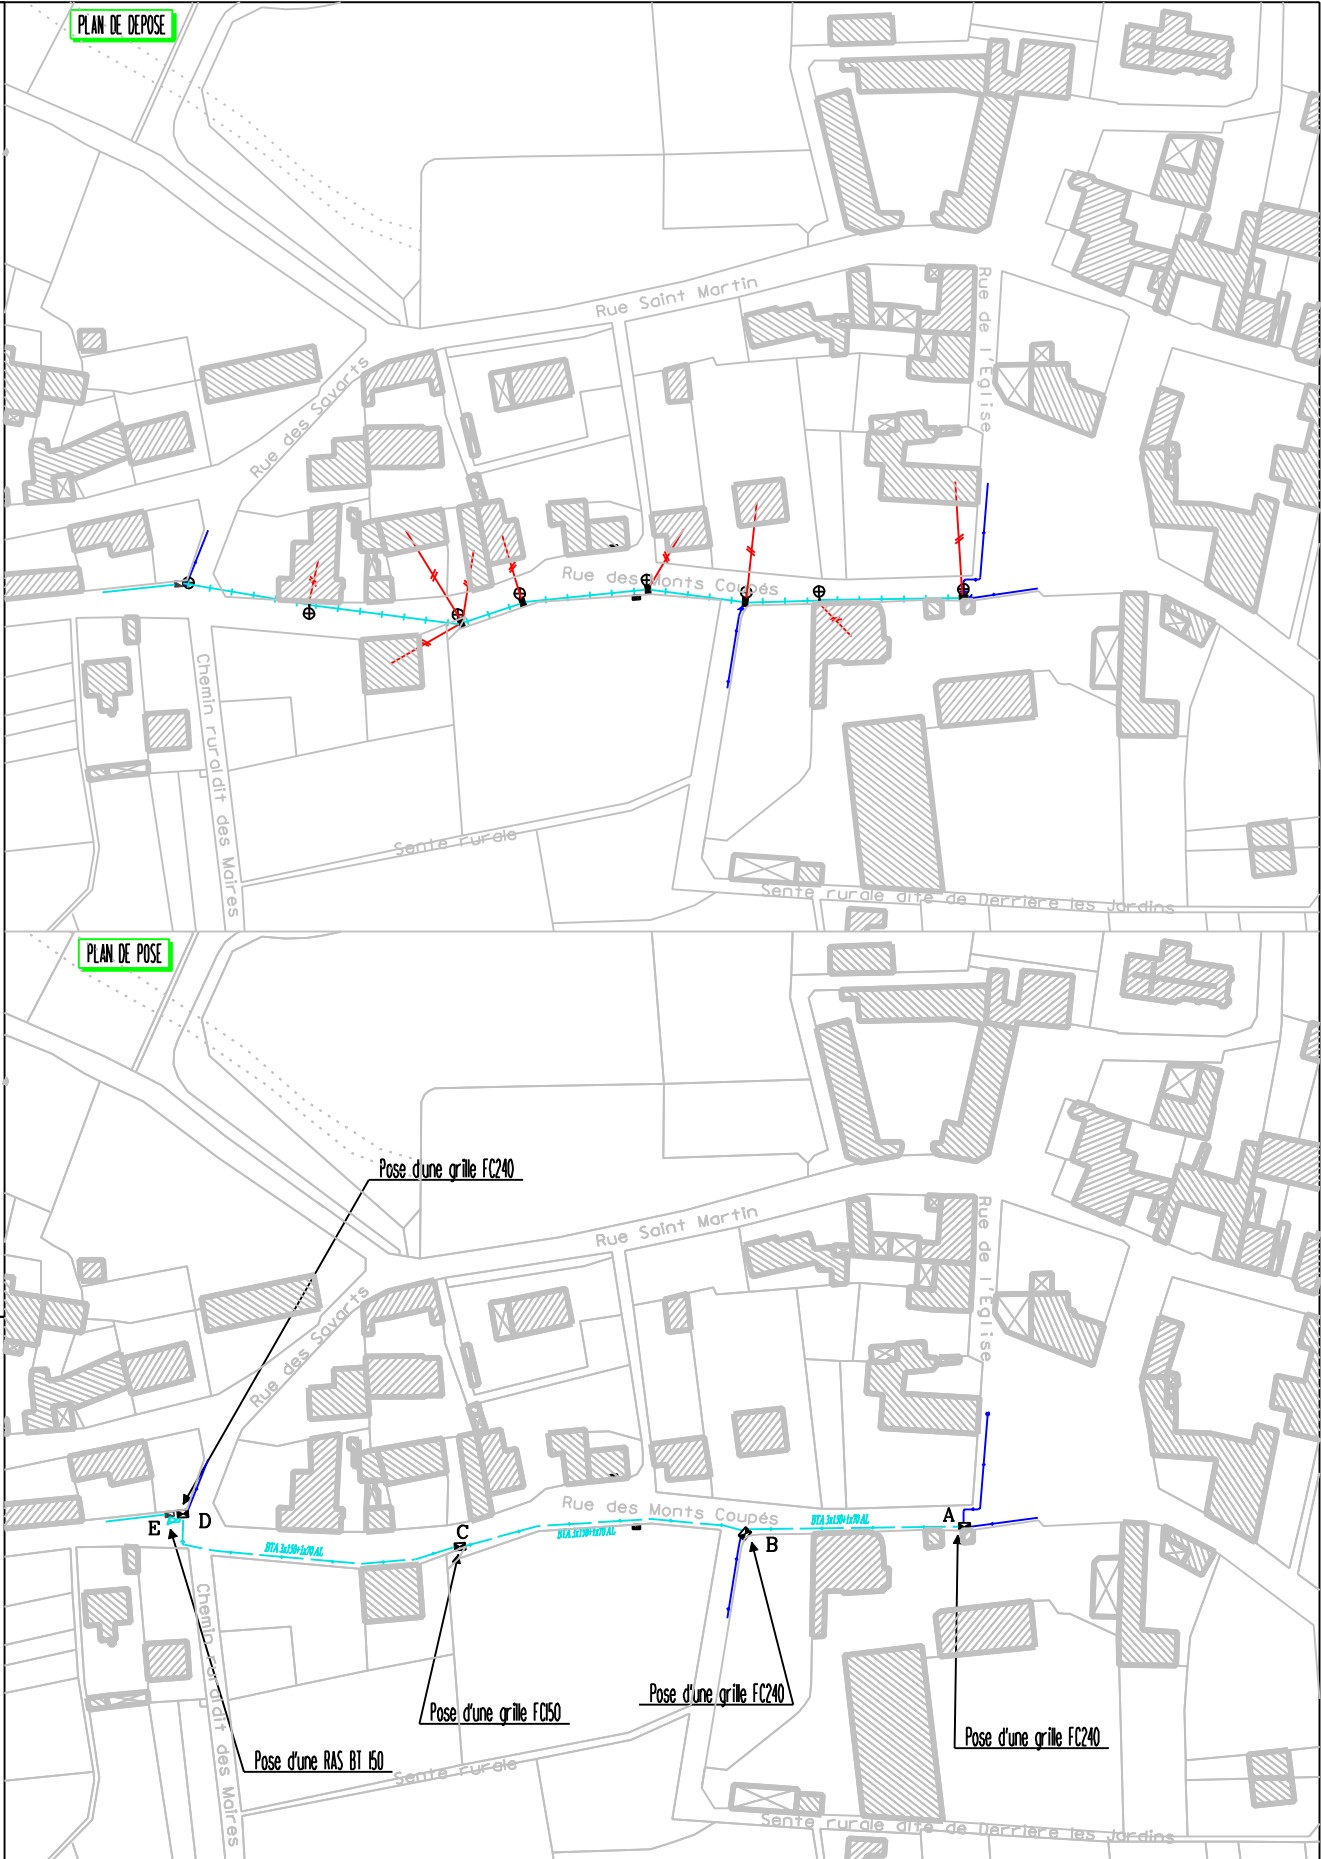 PLAN DE DEPOSE
Rue Saint Martin
Rue de l'Eglise
Rue des Savarts
Rue des Monts Coupés
Chemin rural dit des Maires
Sente rurale
Sente rurale dite de Derrière les Jardins
PLAN DE POSE
Pose d'une grille FC240
Rue Saint Martin
Rue de l'Eglise
Rue des Savarts
Rue des Monts Coupés
A
BTA 3x150+1x70 AL
E
D
C
BTA 3x150+1x70 AL
B
BTA 3x150+1x70 AL
Chemin rural dit des Maires
Pose d'une grille FC240
Pose d'une grille FC150
Pose d'une grille FC240
Pose d'une RAS BT 150
Sente rurale
Sente rurale dite de Derrière les Jardins